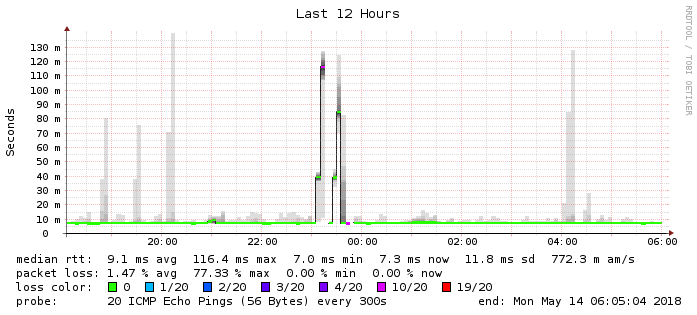 Last 12 Hours
RRDTOOL / TOBI OETIKER
Seconds
130 m
120 m
110 m
100 m
90 m
80 m
70 m
60 m
50 m
40 m
30 m
20 m
10 m
0
20:00 22:00 00:00 02:00 04:00 06:00
median rtt: 9.1 ms avg 116.4 ms max 7.0 ms min 7.3 ms now 11.8 ms sd 772.3 m am/s
packet loss: 1.47 % avg 77.33 % max 0.00 % min 0.00 % now
loss color: 0 1/20 2/20 3/20 4/20 10/20 19/20
probe: 20 ICMP Echo Pings (56 Bytes) every 300s end: Mon May 14 06:05:04 2018